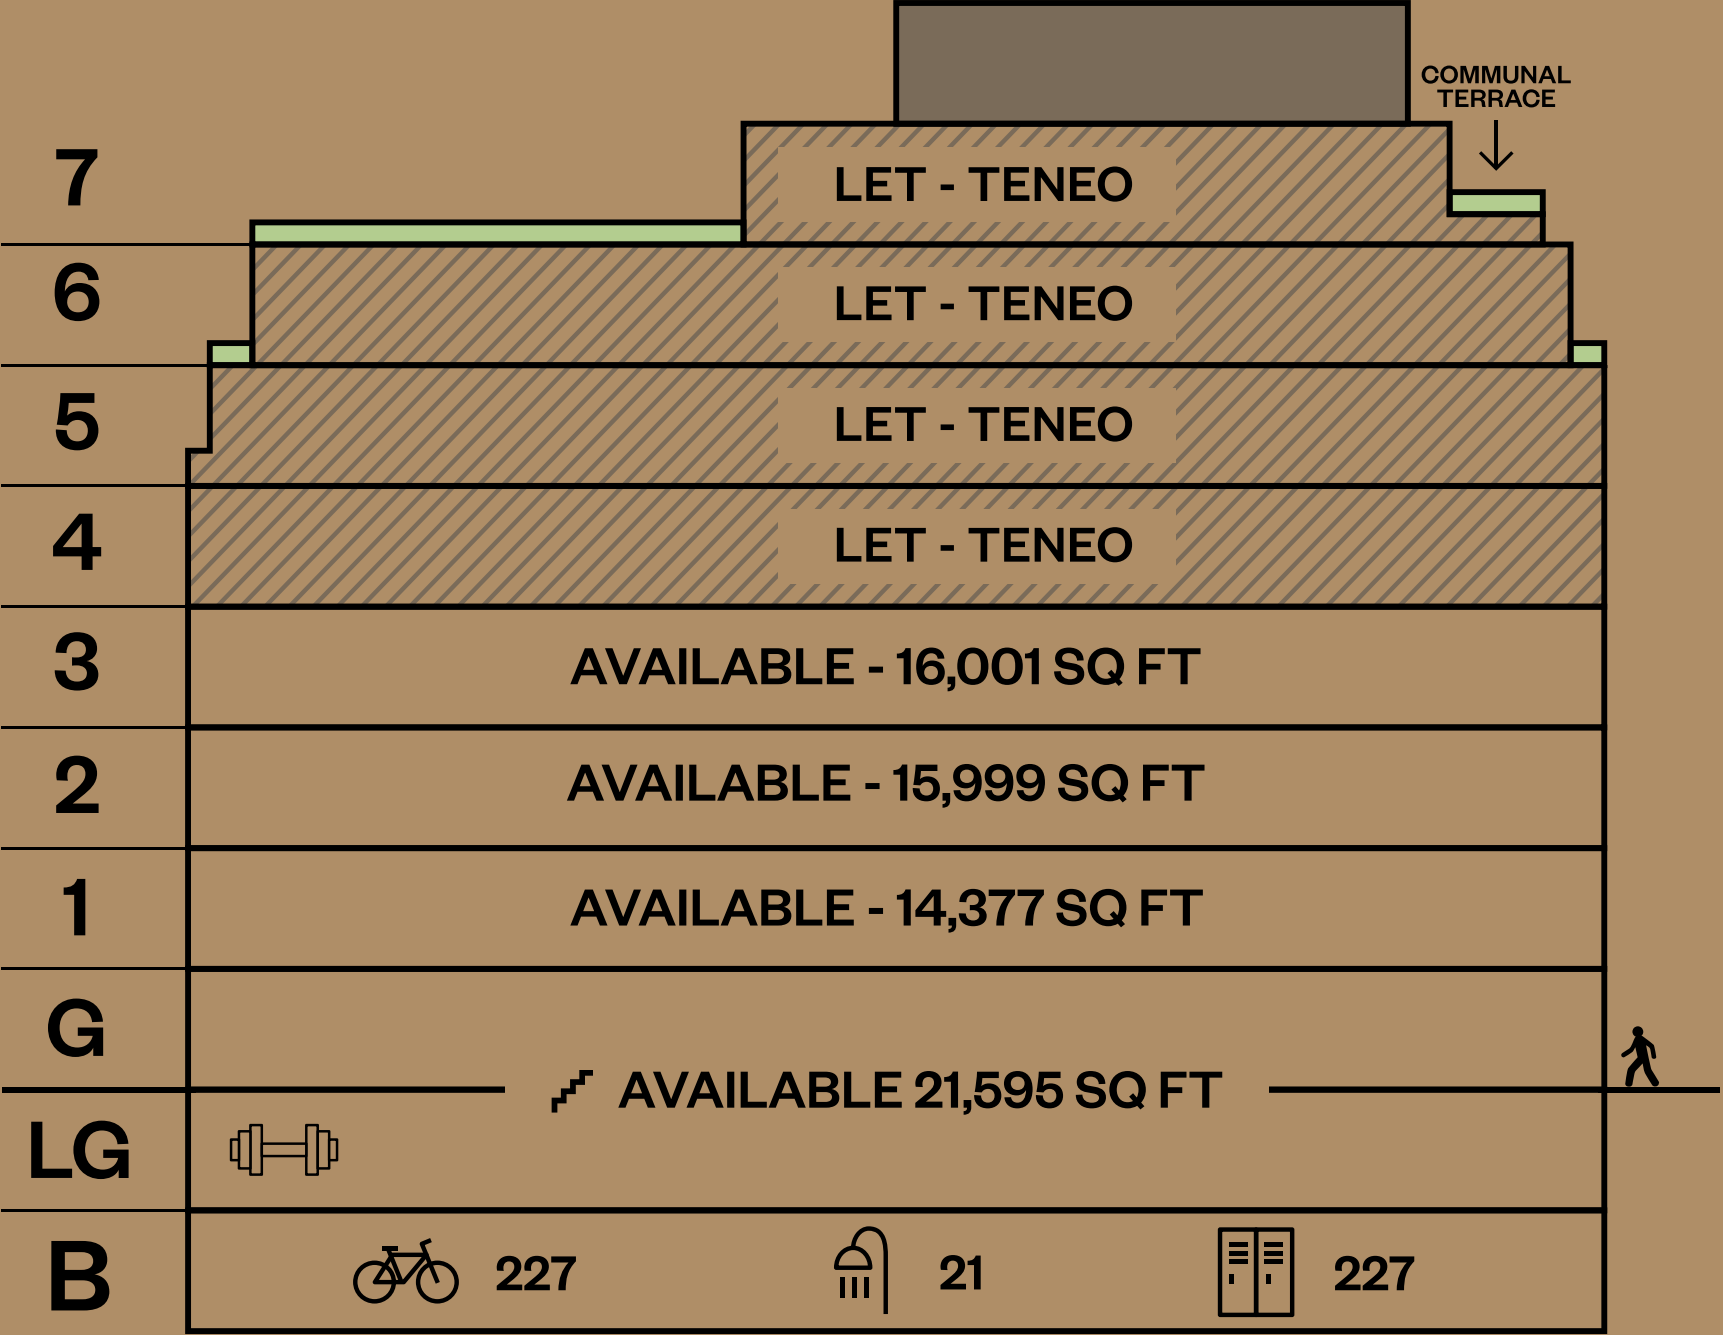 COMMUNAL
TERRACE
7
LET - TENEO
6
LET - TENEO
5
LET - TENEO
4
LET - TENEO
3
AVAILABLE - 16,001 SQ FT
2
AVAILABLE - 15,999 SQ FT
1
AVAILABLE - 14,377 SQ FT
G
AVAILABLE 21,595 SQ FT
LG
B
227
21
227